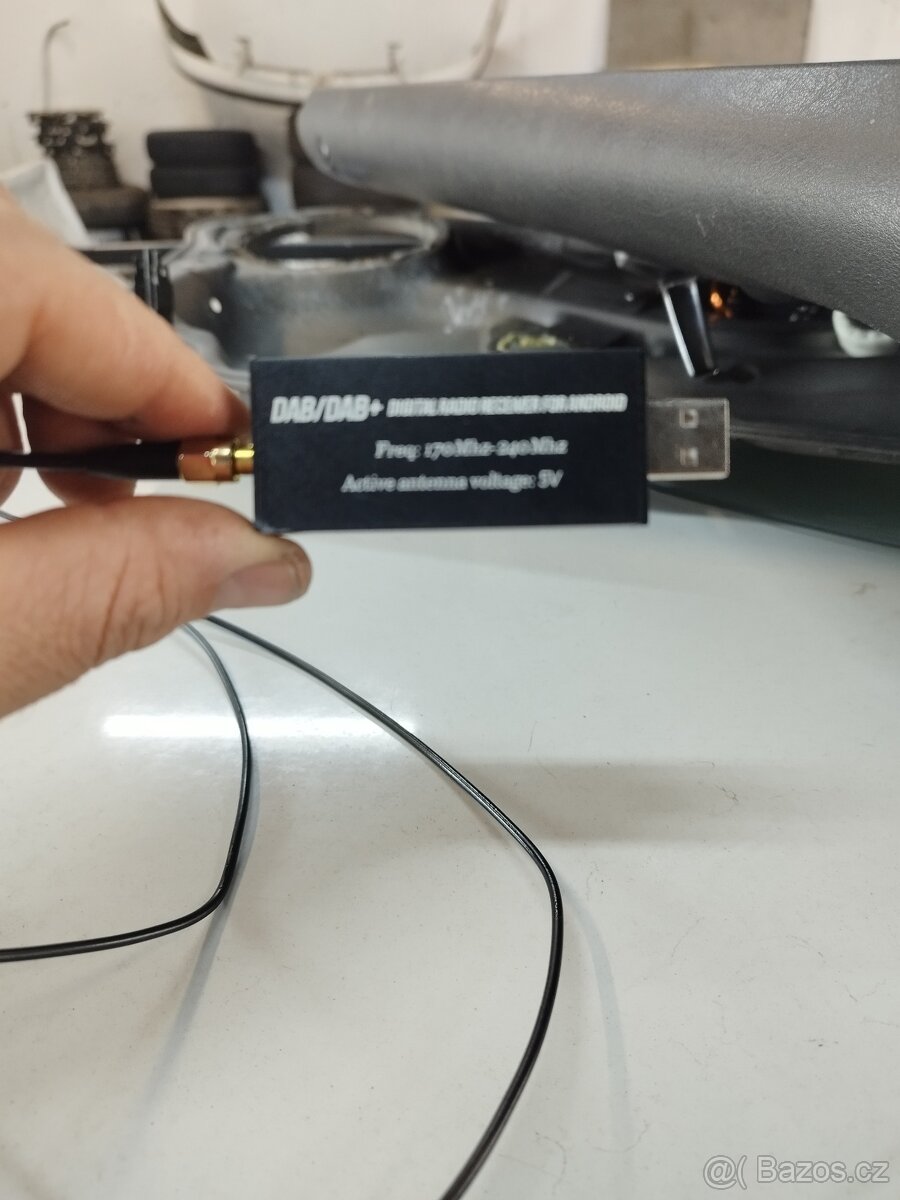 DAB/DAB+ DIGITAL RADIO RECEIVER FOR ANDROID
Freq: 170Mhz-240Mhz
Active antenna voltage: 5V
@( Bazos.cz